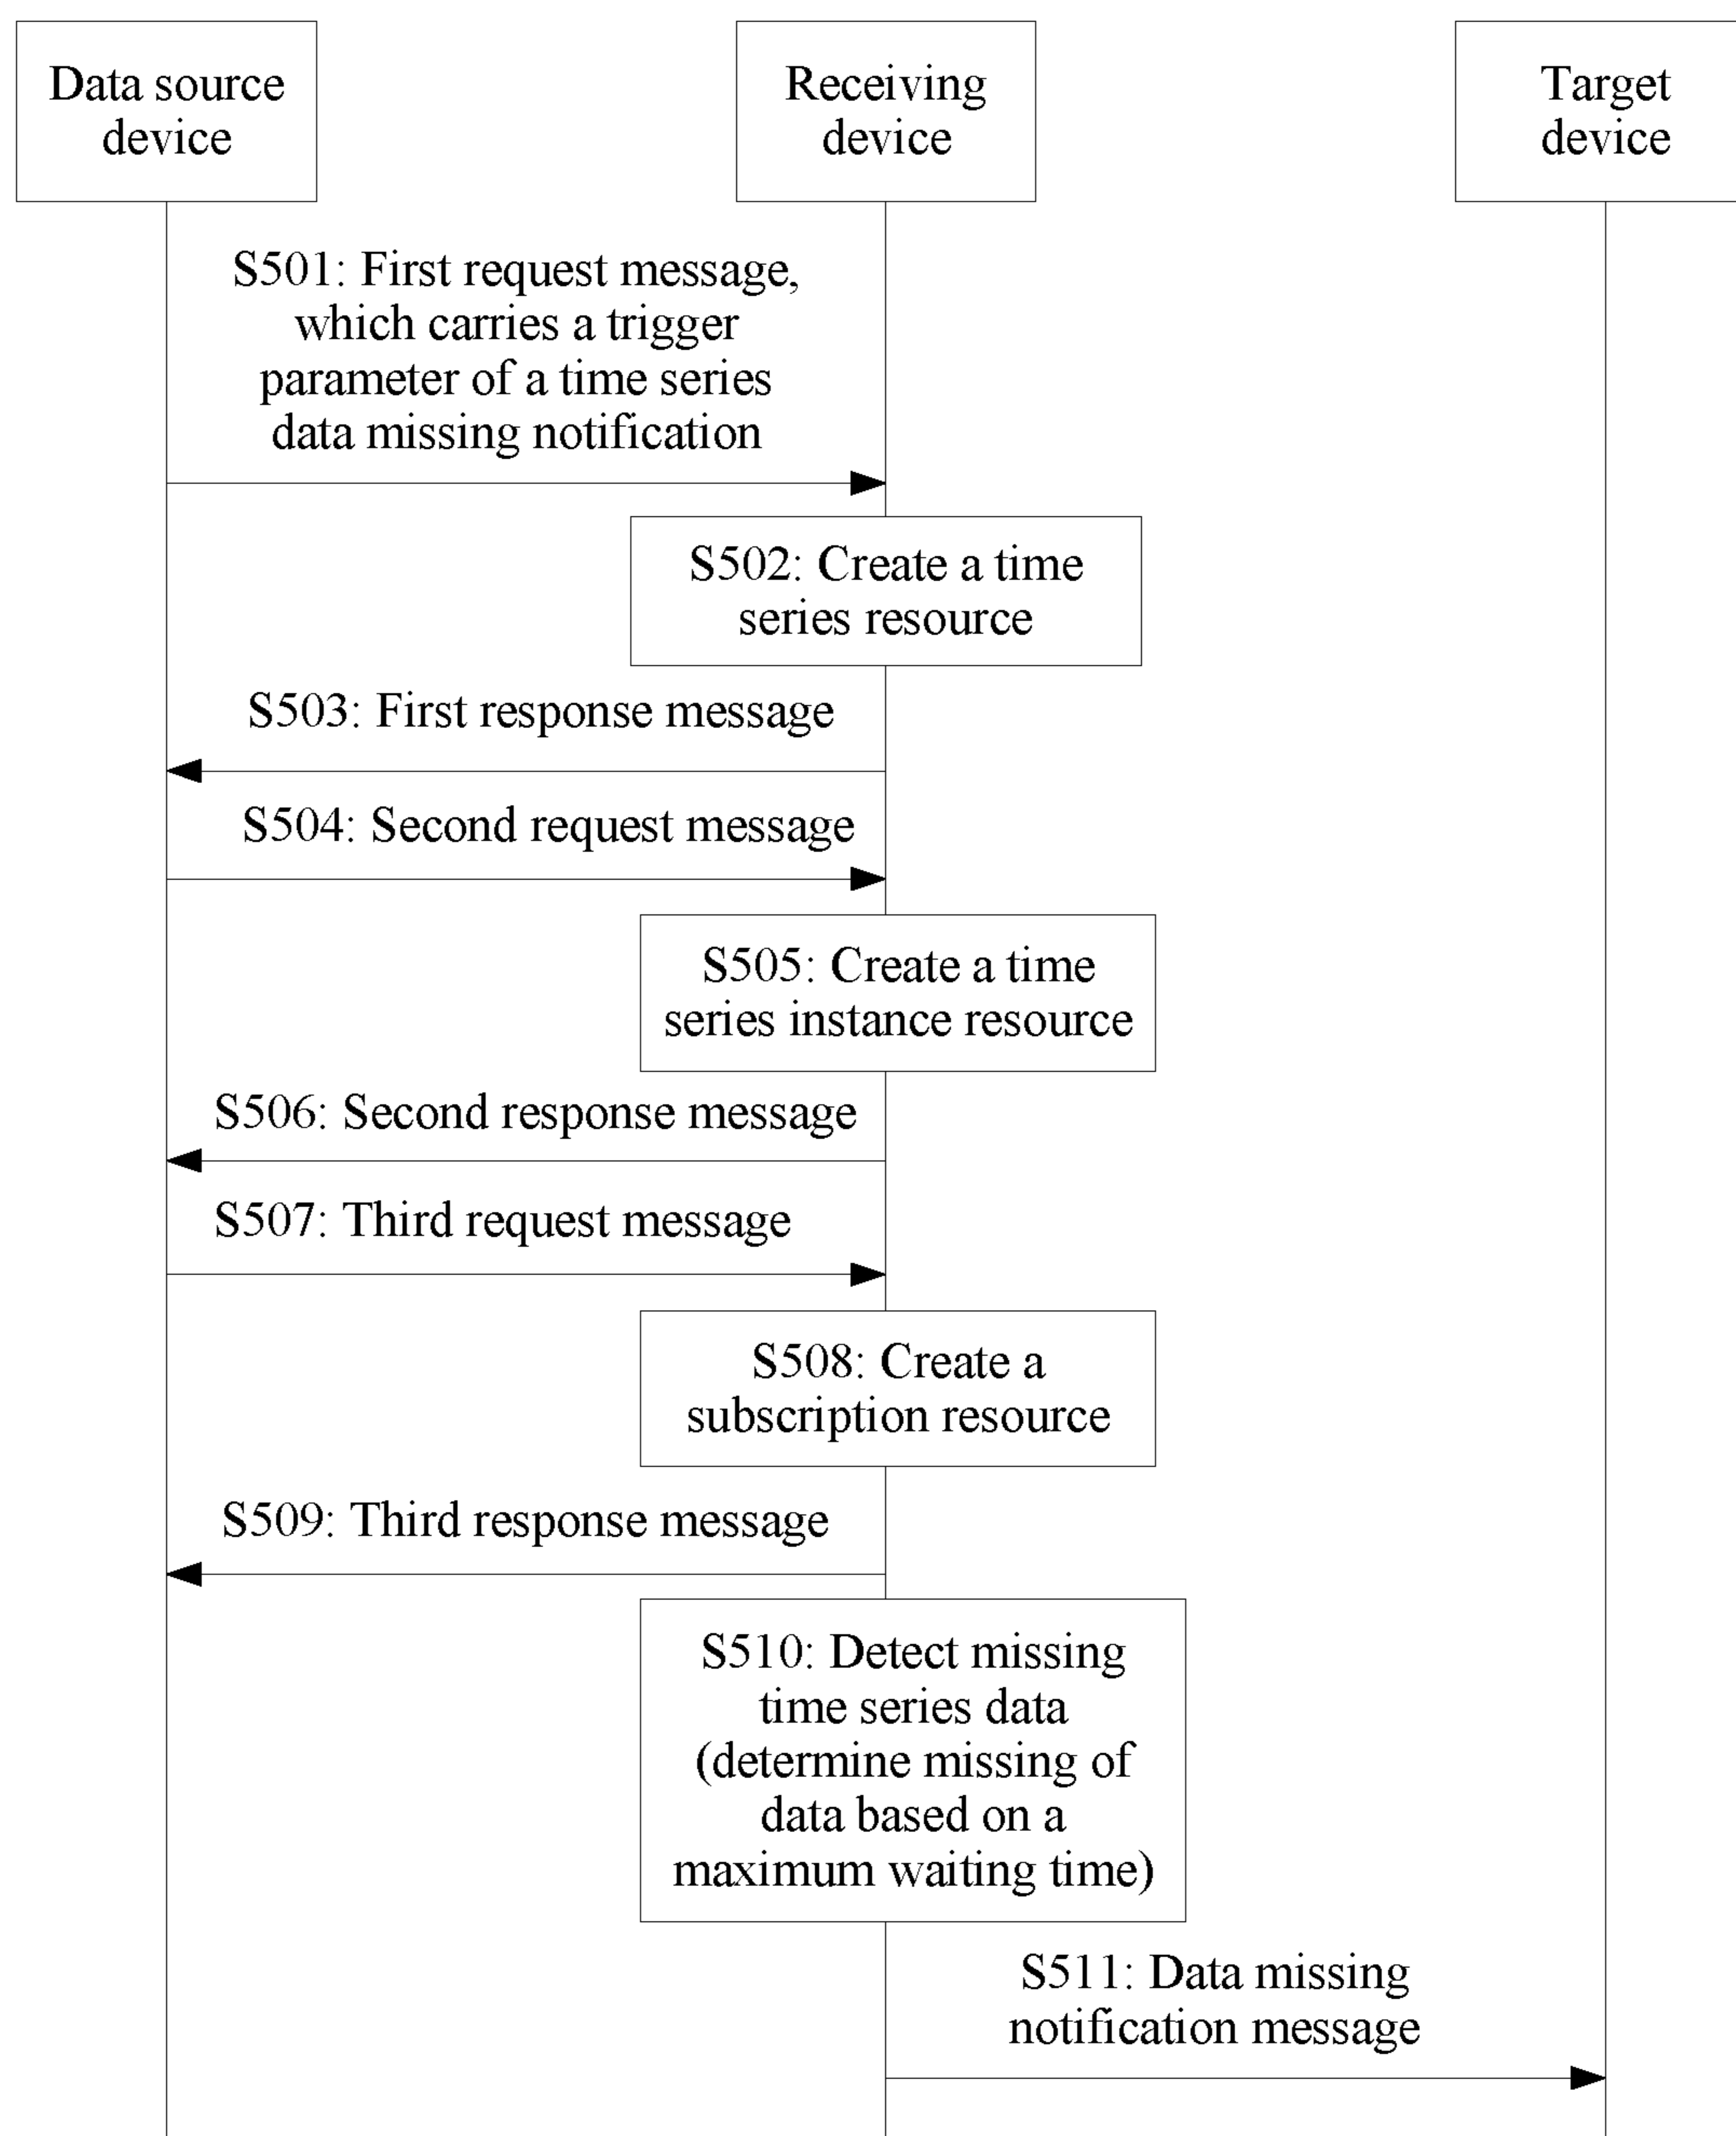 Data source
device
Receiving
device
Target
device
S501: First request message,
which carries a trigger
parameter of a time series
data missing notification
S502: Create a time
series resource
S503: First response message
S504: Second request message
S505: Create a time
series instance resource
S506: Second response message
S507: Third request message
S508: Create a
subscription resource
S509: Third response message
S510: Detect missing
time series data
(determine missing of
data based on a
maximum waiting time)
S511: Data missing
notification message